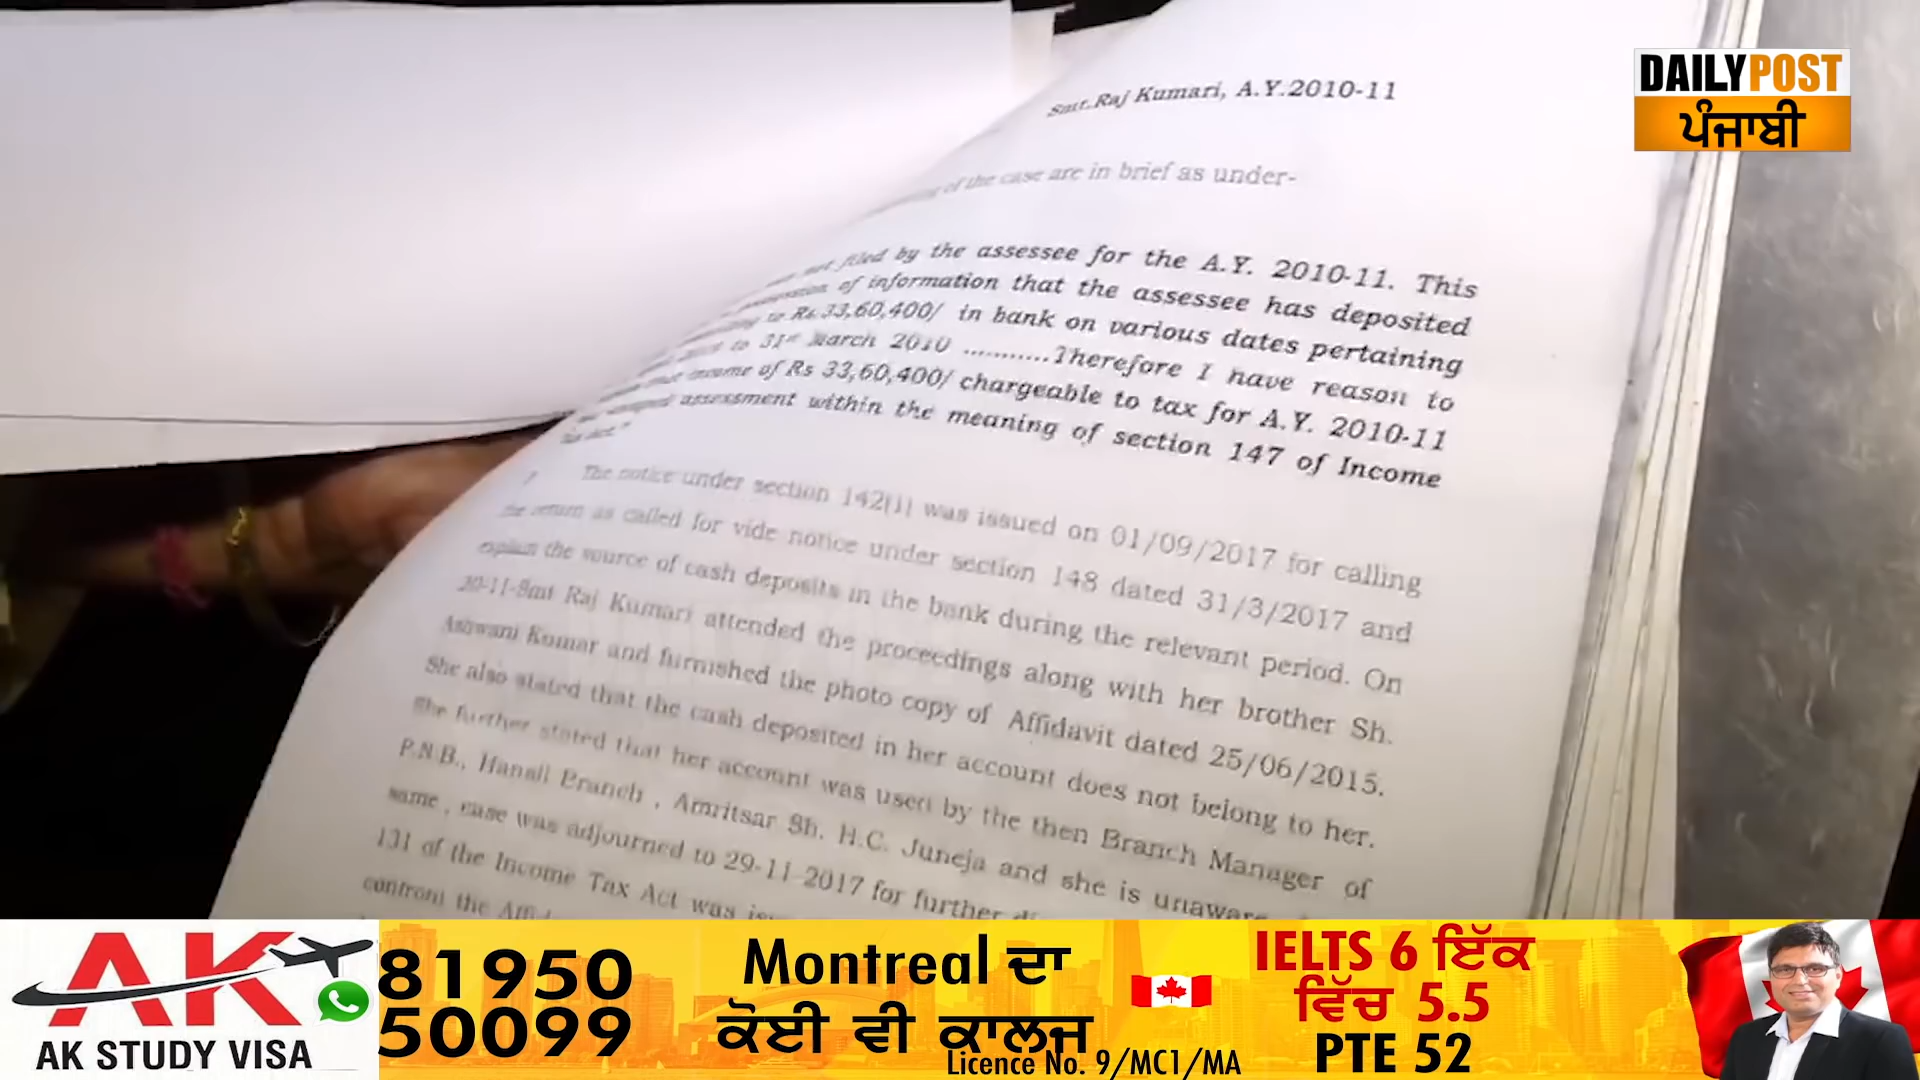 DAILYPOST
ਪੰਜਾਬੀ
Smt.Raj Kumari, A.Y.2010-11
of the case are in brief as under-
not filed by the assessee for the A.Y. 2010-11. This
of information that the assessee has deposited
to Rs.33,60,400/ in bank on various dates pertaining
to 31st March 2010 ...........Therefore I have reason to
income of Rs 33,60,400/ chargeable to tax for A.Y. 2010-11
assessment within the meaning of section 147 of Income
The notice under section 142(1) was issued on 01/09/2017 for calling
the return as called for vide notice under section 148 dated 31/3/2017 and
explain the source of cash deposits in the bank during the relevant period. On
20-11-Smt Raj Kumari attended the proceedings along with her brother Sh.
Ashwani Kumar and furnished the photo copy of Affidavit dated 25/06/2015.
She also stated that the cash deposited in her account does not belong to her.
She further stated that her account was used by the then Branch Manager of
P.N.B., Branch , Amritsar Sh. H.C. Juneja and she is unaware
same , case was adjourned to 29-11-2017 for further
131 of the Income Tax Act was
confront the
AK
AK STUDY VISA
81950
50099
Montreal ਦਾ
ਕੋਈ ਵੀ ਕਾਲਜ
Licence No. 9/MC1/MA
IELTS 6 ਇੱਕ
ਵਿੱਚ 5.5
PTE 52